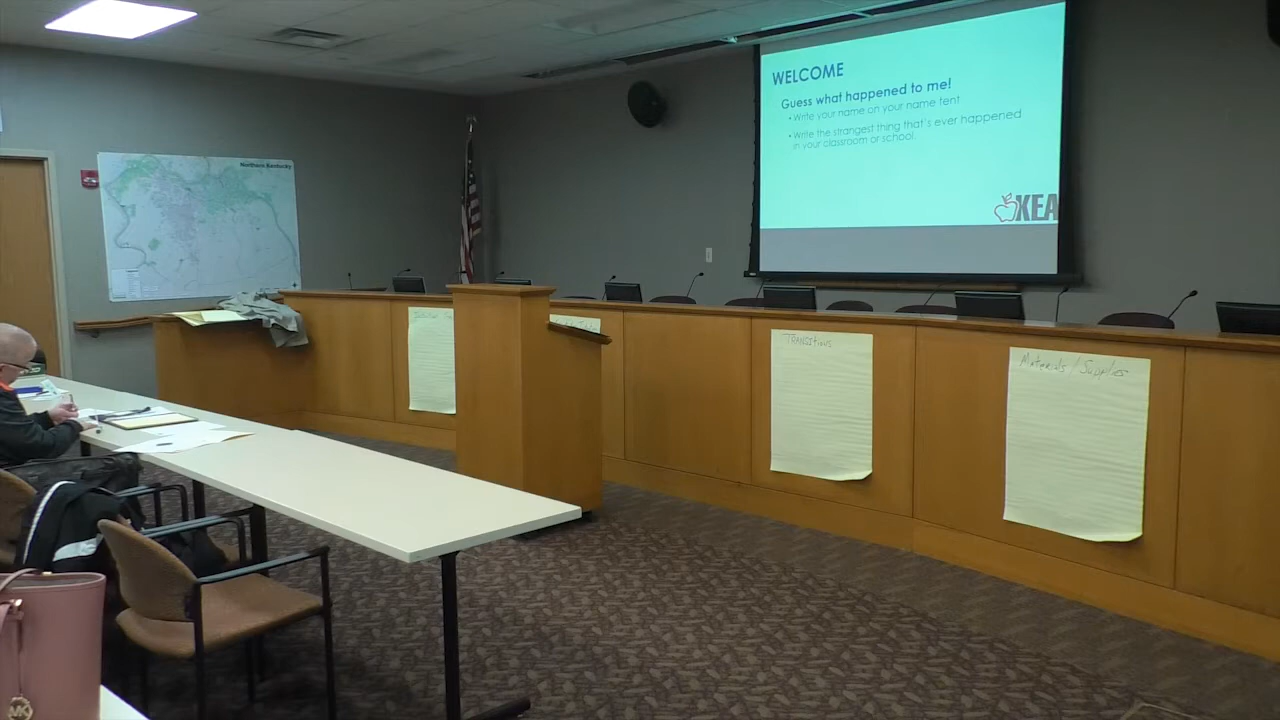 WELCOME
Guess what happened to me!
• Write your name on your name tent
• Write the strangest thing that's ever happened
in your classroom or school.
KEA
Northern Kentucky
TRANSITIONS
Materials / Supplies
MK